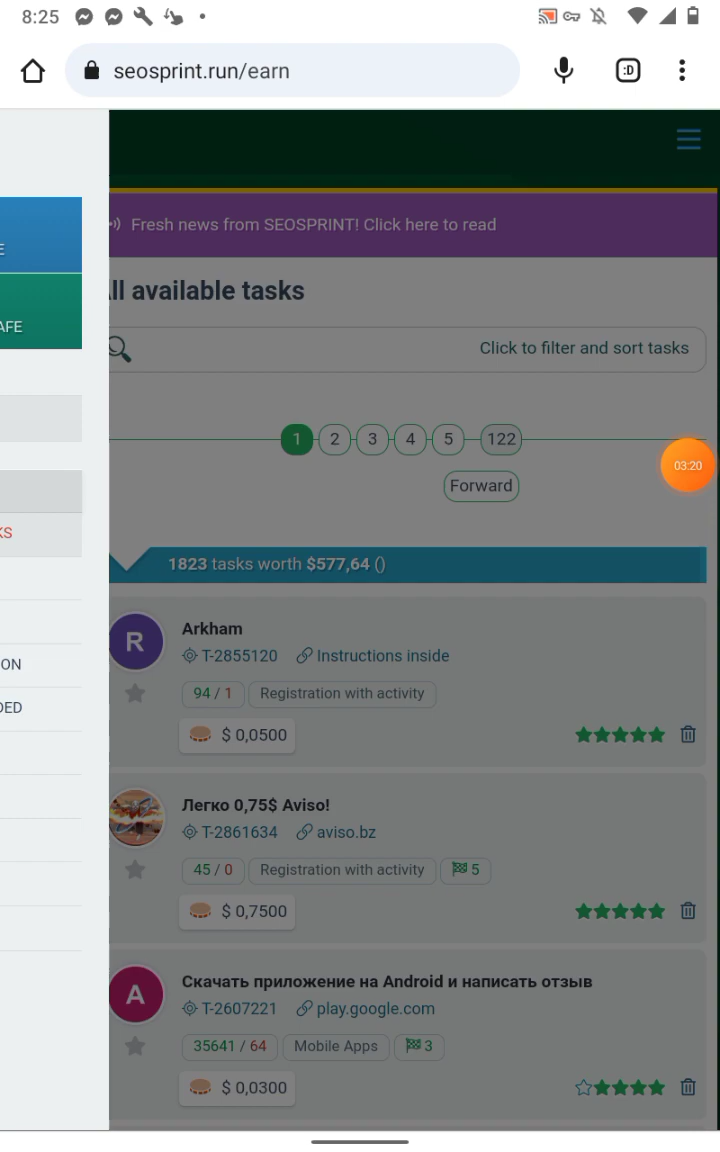 8:25
seosprint.run/earn
:D
E
Fresh news from SEOSPRINT! Click here to read
AFE
ll available tasks
Click to filter and sort tasks
1 2 3 4 5 122
03:20
Forward
KS
1823 tasks worth $577,64 ()
R
Arkham
T-2855120 Instructions inside
ON
94 / 1 Registration with activity
DED
$ 0,0500
Легко 0,75$ Aviso!
T-2861634 aviso.bz
45 / 0 Registration with activity 5
$ 0,7500
A
Скачать приложение на Android и написать отзыв
T-2607221 play.google.com
35641 / 64 Mobile Apps 3
$ 0,0300